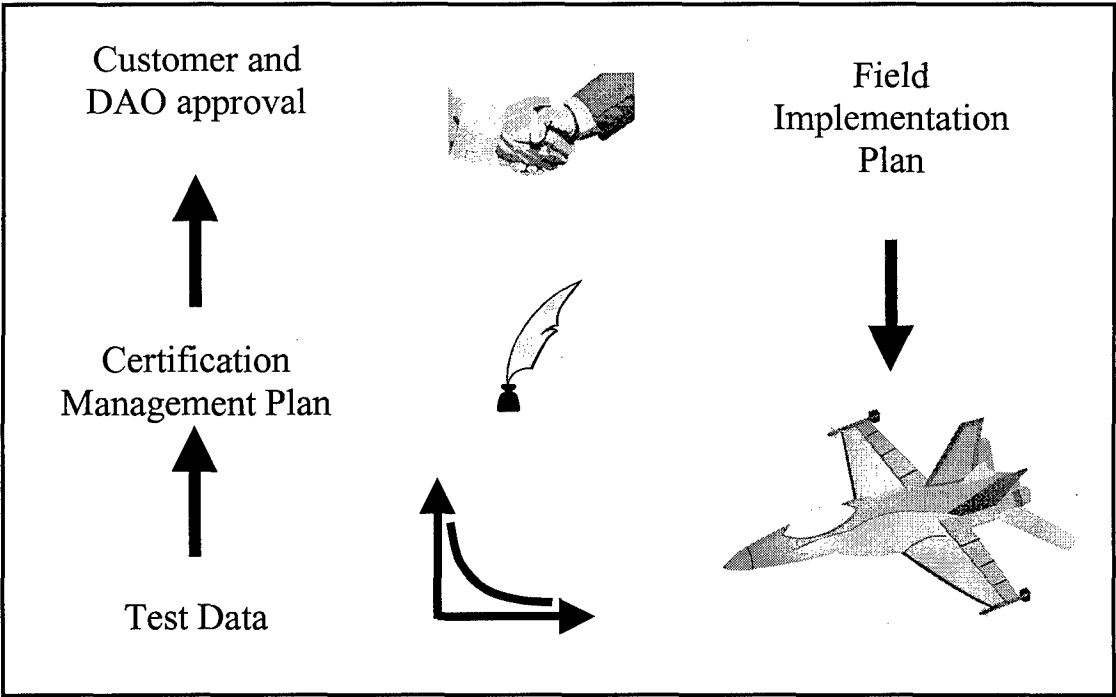 Customer and
DAO approval
Certification
Management Plan
Test Data
Field
Implementation
Plan